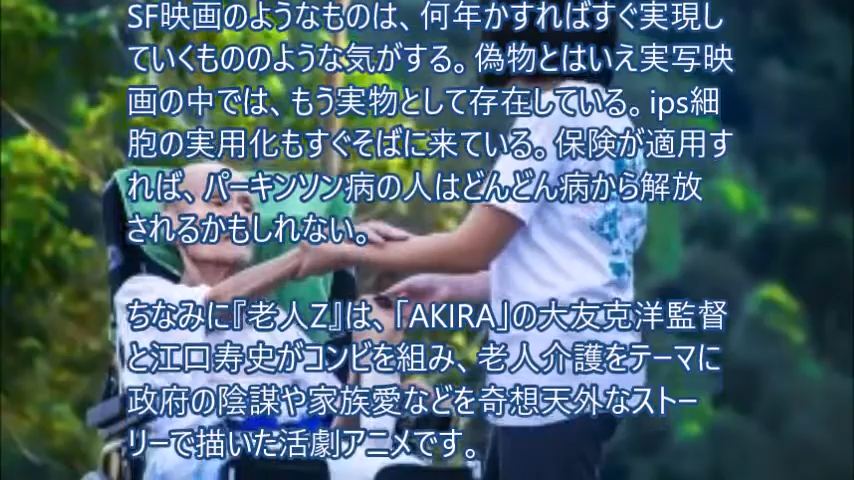 SF映画のようなものは、何年かすればすぐ実現し
ていくもののような気がする。偽物とはいえ実写映
画の中では、もう実物として存在している。ips細
胞の実用化もすぐそばに来ている。保険が適用す
れば、パーキンソン病の人はどんどん病から解放
されるかもしれない。
ちなみに『老人Z』は、「AKIRA」の大友克洋監督
と江口寿史がコンビを組み、老人介護をテーマに
政府の陰謀や家族愛などを奇想天外なストー
リーで描いた活劇アニメです。